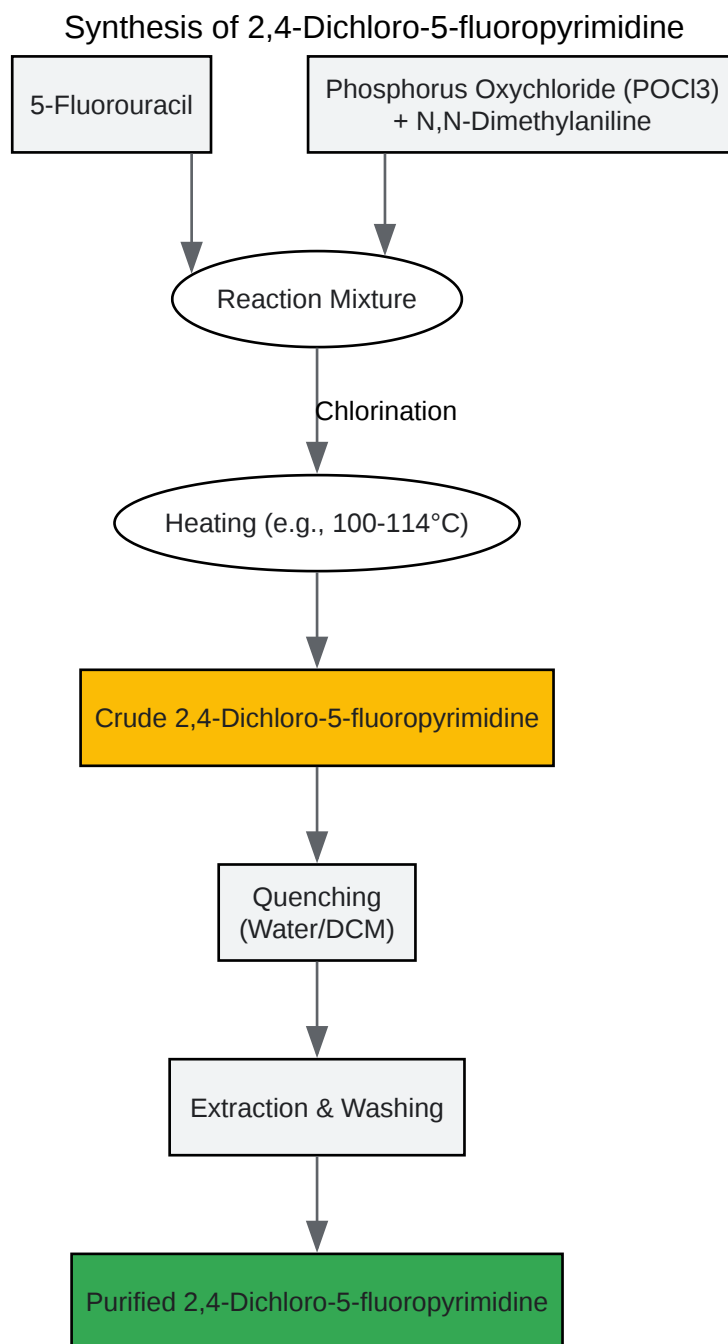 Synthesis of 2,4-Dichloro-5-fluoropyrimidine
5-Fluorouracil
Phosphorus Oxychloride (POCl3)
+ N,N-Dimethylaniline
Reaction Mixture
Chlorination
Heating (e.g., 100-114°C)
Crude 2,4-Dichloro-5-fluoropyrimidine
Quenching
(Water/DCM)
Extraction & Washing
Purified 2,4-Dichloro-5-fluoropyrimidine